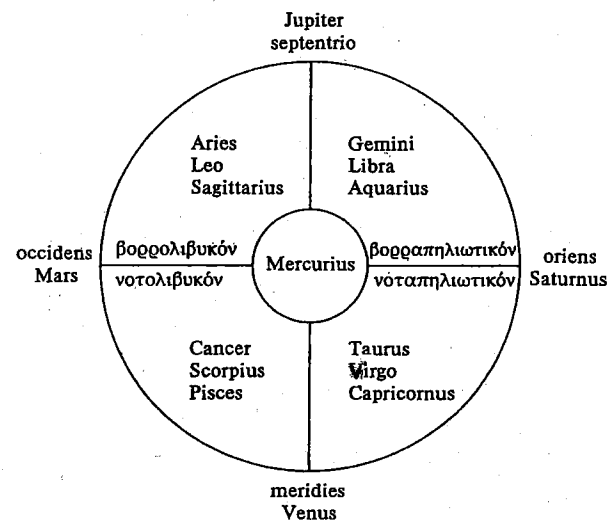 Jupiter
septentrio
Aries
Leo
Sagittarius
Gemini
Libra
Aquarius
occidens
Mars
βορρολιβυκόν
νοτολιβυκόν
Mercurius
βορραπηλιωτικόν
νοταπηλιωτικόν
oriens
Saturnus
Cancer
Scorpius
Pisces
Taurus
Virgo
Capricornus
meridies
Venus